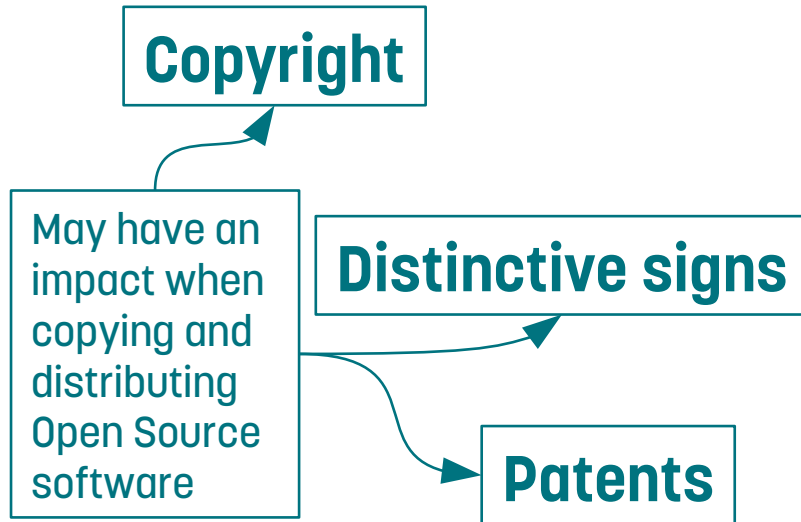 Copyright
May have an
impact when
copying and
distributing
Open Source
software
Distinctive signs
Patents